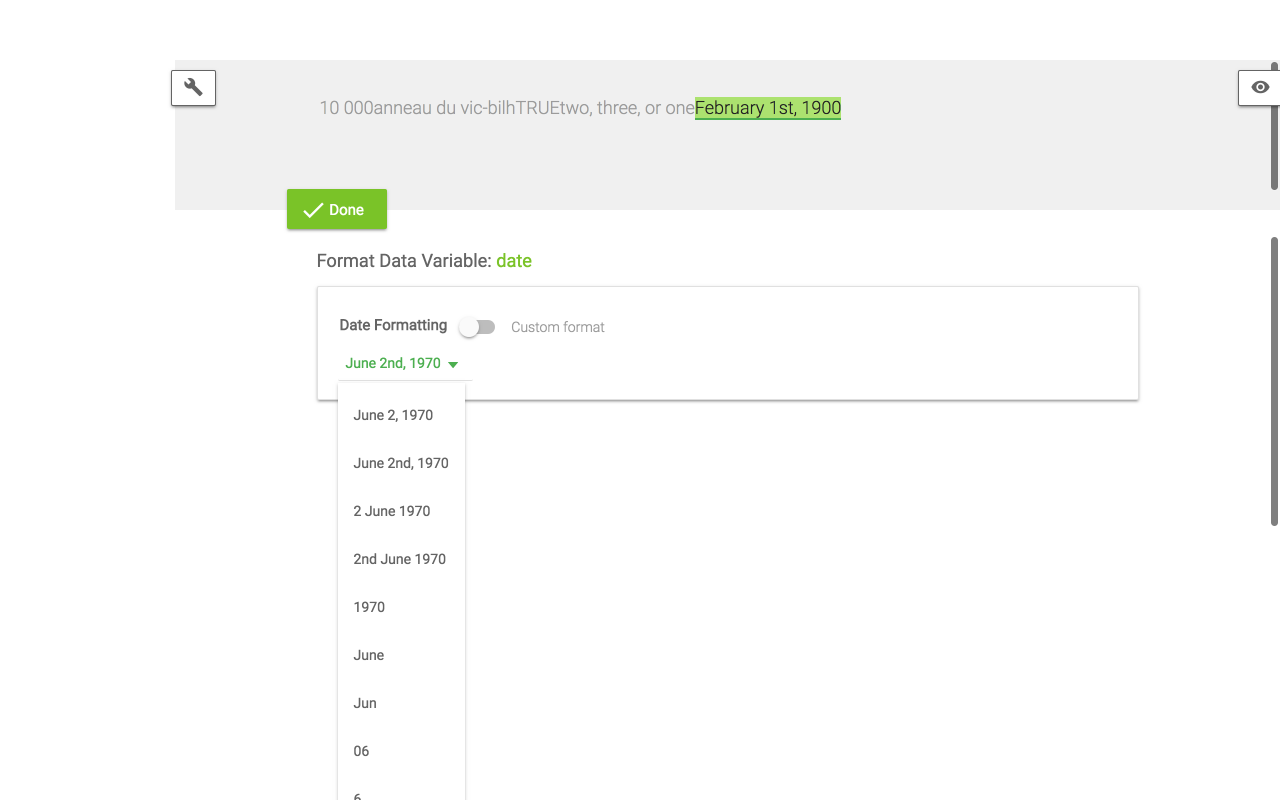 10 000anneau du vic-bilhTRUEtwo, three, or oneFebruary 1st, 1900
Done
Format Data Variable: date
Date Formatting Custom format
June 2nd, 1970
June 2, 1970
June 2nd, 1970
2 June 1970
2nd June 1970
1970
June
Jun
06
6